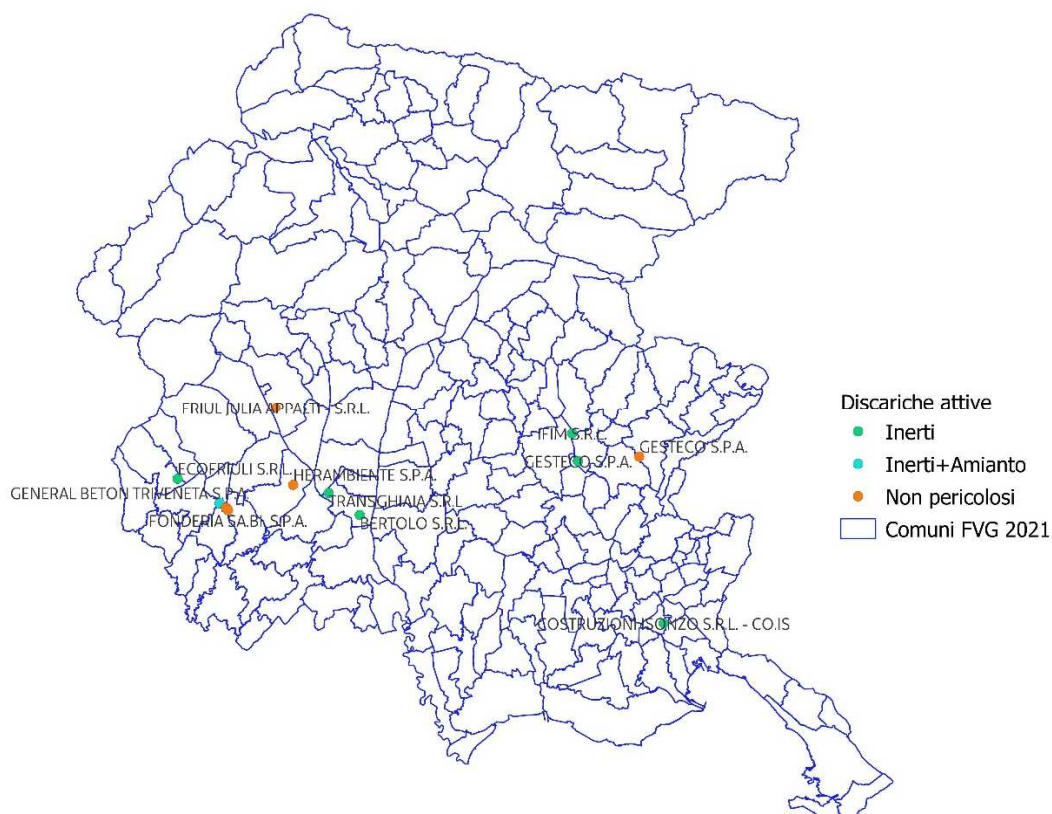 FRIUL JULIA APPALTI - S.R.L.
IFIM S.R.L.
GESTECO S.P.A.
GESTECO S.P.A.
ECOFRIULI S.R.L.
HERAMBIENTE S.P.A.
GENERAL BETON TRIVENETA S.P.A.
TRANSGHIAIA S.R.L
FONDERIA SA.BI. S.P.A.
BERTOLO S.R.L.
COSTRUZIONI ISONZO S.R.L. - CO.IS
Discariche attive
Inerti
Inerti+Amianto
Non pericolosi
Comuni FVG 2021